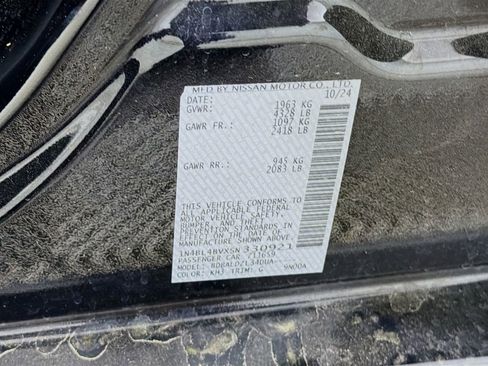 MFD BY NISSAN MOTOR CO., LTD.
DATE: 10/24
GVWR: 1963 KG
4328 LB
GAWR FR.: 1097 KG
2418 LB
GAWR RR: 945 KG
2083 LB
THIS VEHICLE CONFORMS TO
ALL APPLICABLE FEDERAL
MOTOR VEHICLE SAFETY,
BUMPER, AND THEFT
PREVENTION STANDARDS IN
EFFECT ON THE DATE OF
MANUFACTURE SHOWN ABOVE.
1N4BL4BVXSN330921
PASSENGER CAR
COLOR: KH3 TRIM: G 9N00A